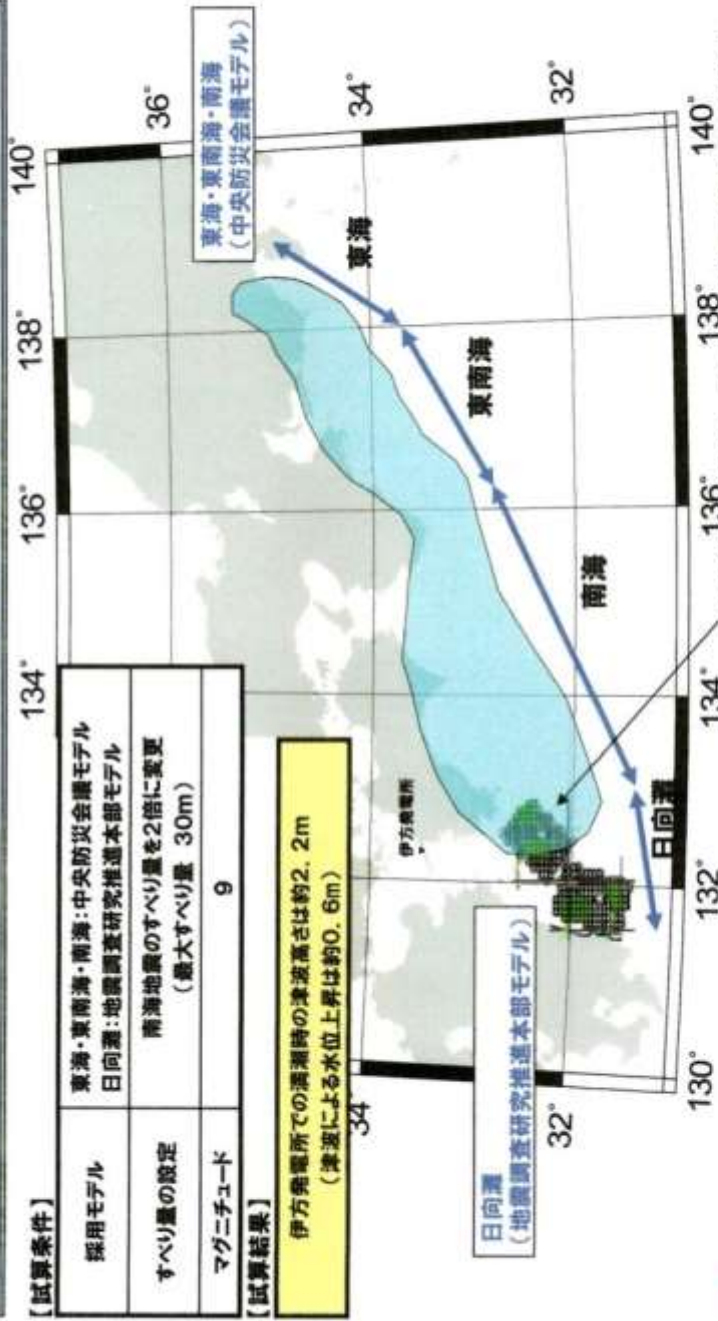 【試算条件】
採用モデル
東海・東南海・南海:中央防災会議モデル
日向灘:地震調査研究推進本部モデル
すべり量の設定
南海地震のすべり量を2倍に変更
(最大すべり量 30m)
マグニチュード
9
【試算結果】
伊方発電所での満潮時の津波高さは約2.2m
(津波による水位上昇は約0.6m)
134°
136°
138°
140°
36°
34°
32°
東海・東南海・南海
(中央防災会議モデル)
東海
東南海
南海
日向灘
伊方発電所
34°
32°
日向灘
(地震調査研究推進本部モデル)
130°
132°
134°
136°
138°
140°